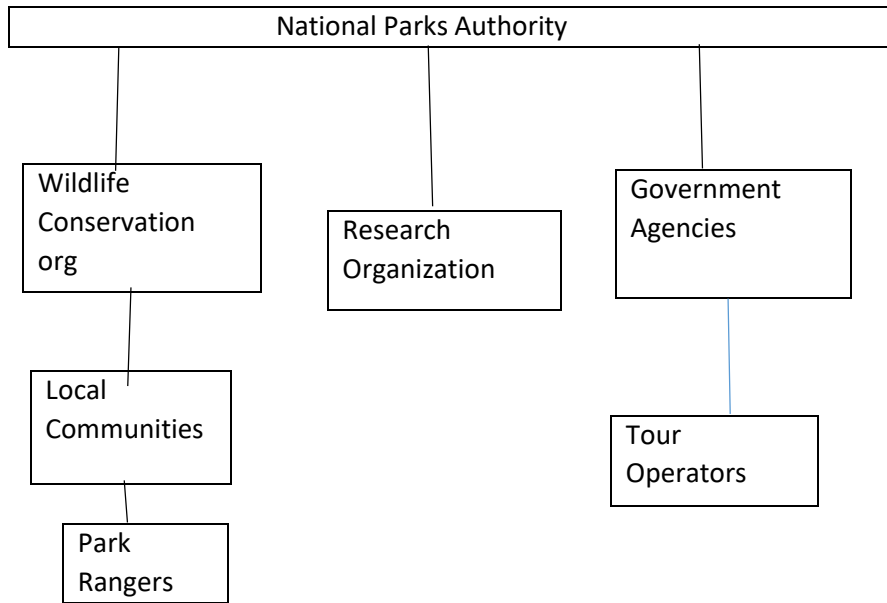 National Parks Authority
Wildlife
Conservation
org
Research
Organization
Government
Agencies
Local
Communities
Tour
Operators
Park
Rangers